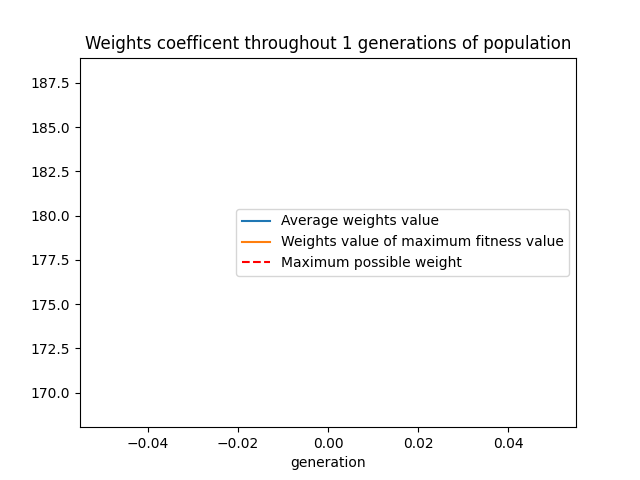 Weights coefficent throughout 1 generations of population
187.5
185.0
182.5
180.0
177.5
175.0
172.5
170.0
Average weights value
Weights value of maximum fitness value
Maximum possible weight
−0.04 −0.02 0.00 0.02 0.04
generation